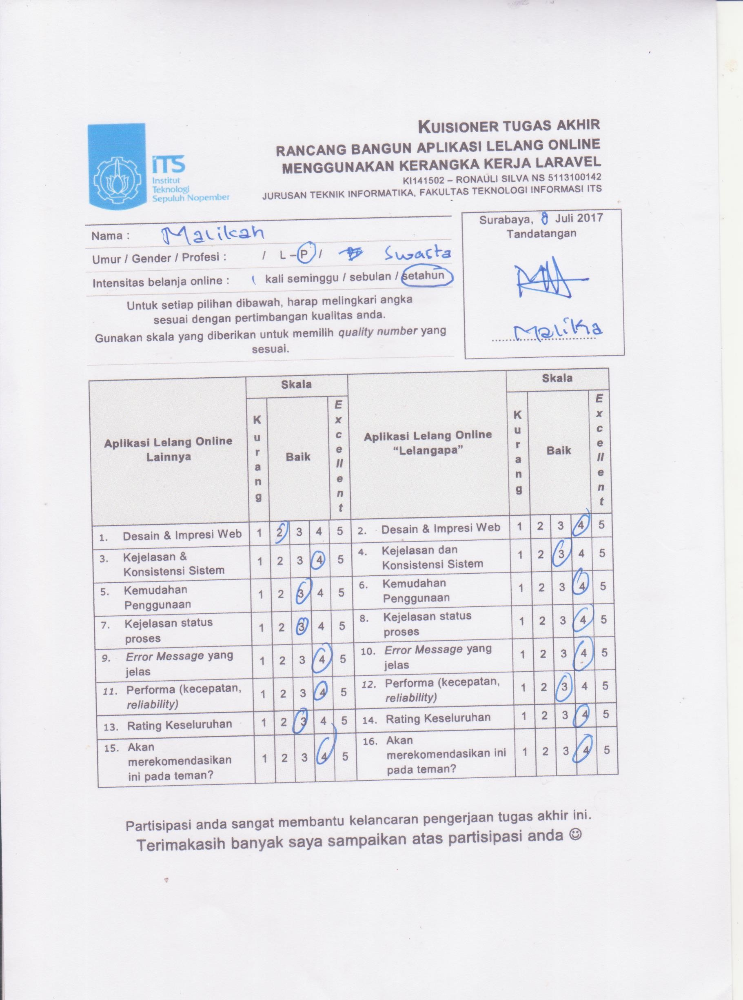 KUISIONER TUGAS AKHIR
RANCANG BANGUN APLIKASI LELANG ONLINE
MENGGUNAKAN KERANGKA KERJA LARAVEL
KI141502 – RONAULI SILVA NS 5113100142
JURUSAN TEKNIK INFORMATIKA, FAKULTAS TEKNOLOGI INFORMASI ITS
ITS
Institut
Teknologi
Sepuluh Nopember
Nama : Malikah
Umur / Gender / Profesi : / L – P / Swasta
Intensitas belanja online : 1 kali seminggu / sebulan / setahun
Untuk setiap pilihan dibawah, harap melingkari angka
sesuai dengan pertimbangan kualitas anda.
Gunakan skala yang diberikan untuk memilih quality number yang
sesuai.
Surabaya, 8 Juli 2017
Tandatangan
Malika
Aplikasi Lelang Online
Lainnya
Skala
Kurang
Baik
Excellent
Aplikasi Lelang Online
“Lelangapa”
Skala
Kurang
Baik
Excellent
1. Desain & Impresi Web 1 2 3 4 5
2. Desain & Impresi Web 1 2 3 4 5
3. Kejelasan &
Konsistensi Sistem 1 2 3 4 5
4. Kejelasan dan
Konsistensi Sistem 1 2 3 4 5
5. Kemudahan
Penggunaan 1 2 3 4 5
6. Kemudahan
Penggunaan 1 2 3 4 5
7. Kejelasan status
proses 1 2 3 4 5
8. Kejelasan status
proses 1 2 3 4 5
9. Error Message yang
jelas 1 2 3 4 5
10. Error Message yang
jelas 1 2 3 4 5
11. Performa (kecepatan,
reliability) 1 2 3 4 5
12. Performa (kecepatan,
reliability) 1 2 3 4 5
13. Rating Keseluruhan 1 2 3 4 5
14. Rating Keseluruhan 1 2 3 4 5
15. Akan
merekomendasikan
ini pada teman? 1 2 3 4 5
16. Akan
merekomendasikan ini
pada teman? 1 2 3 4 5
Partisipasi anda sangat membantu kelancaran pengerjaan tugas akhir ini.
Terimakasih banyak saya sampaikan atas partisipasi anda ☺